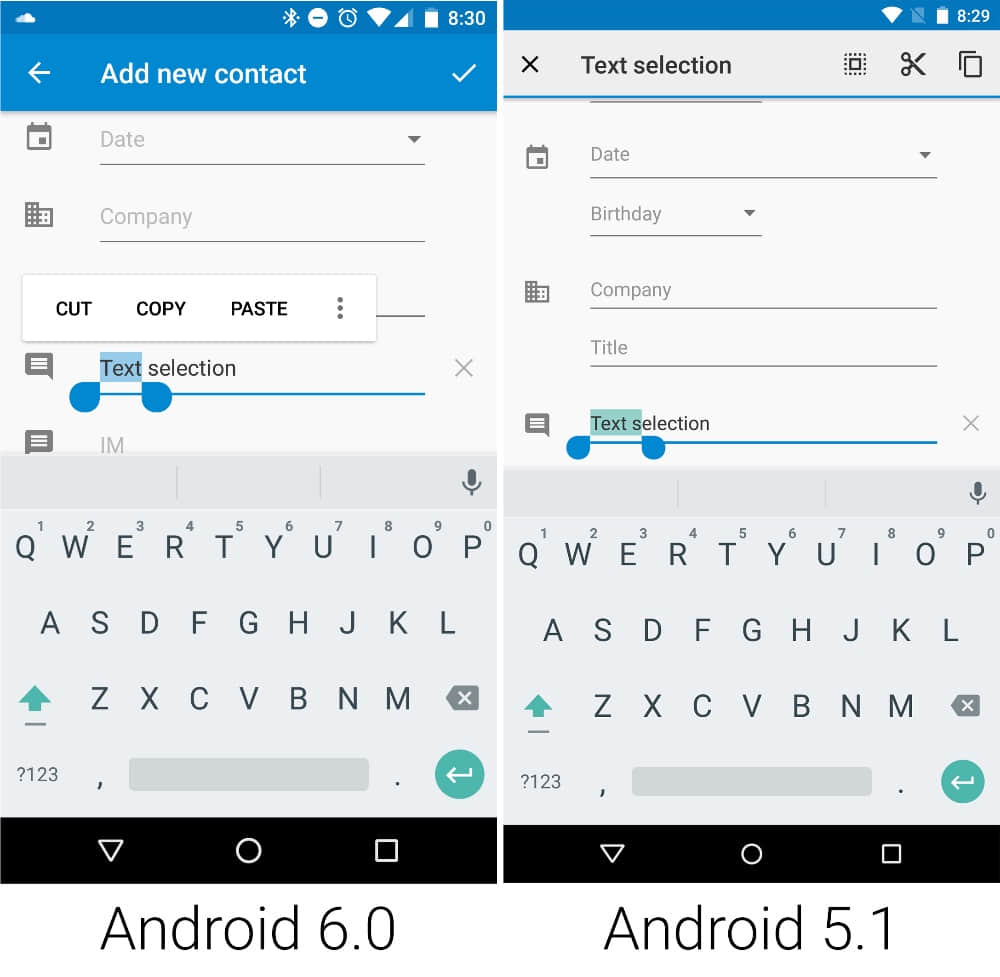 8:30
Add new contact
Date
Company
CUT COPY PASTE
Text selection
IM
1 2 3 4 5 6 7 8 9 0
Q W E R T Y U I O P
A S D F G H J K L
Z X C V B N M
?123 , .
Android 6.0
8:29
Text selection
Date
Birthday
Company
Title
Text selection
1 2 3 4 5 6 7 8 9 0
Q W E R T Y U I O P
A S D F G H J K L
Z X C V B N M
?123 , .
Android 5.1